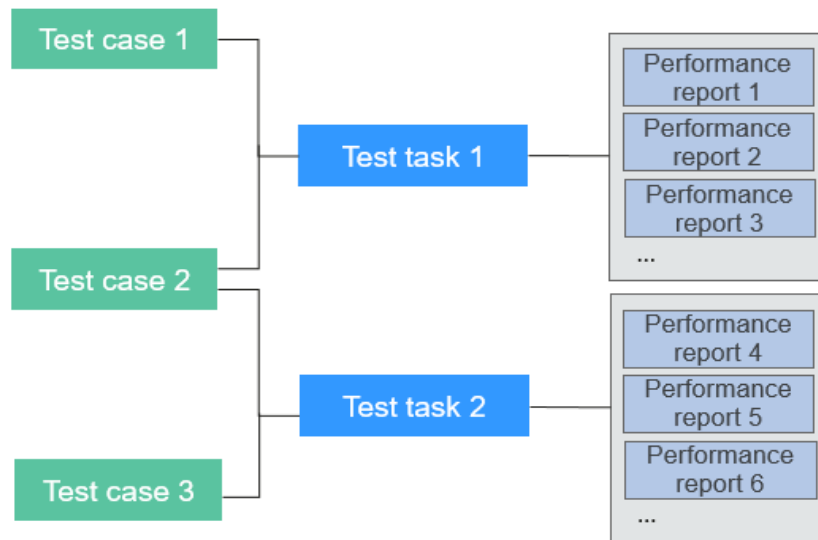 Test case 1
Test case 2
Test case 3
Test task 1
Test task 2
Performance
report 1
Performance
report 2
Performance
report 3
...
Performance
report 4
Performance
report 5
Performance
report 6
...